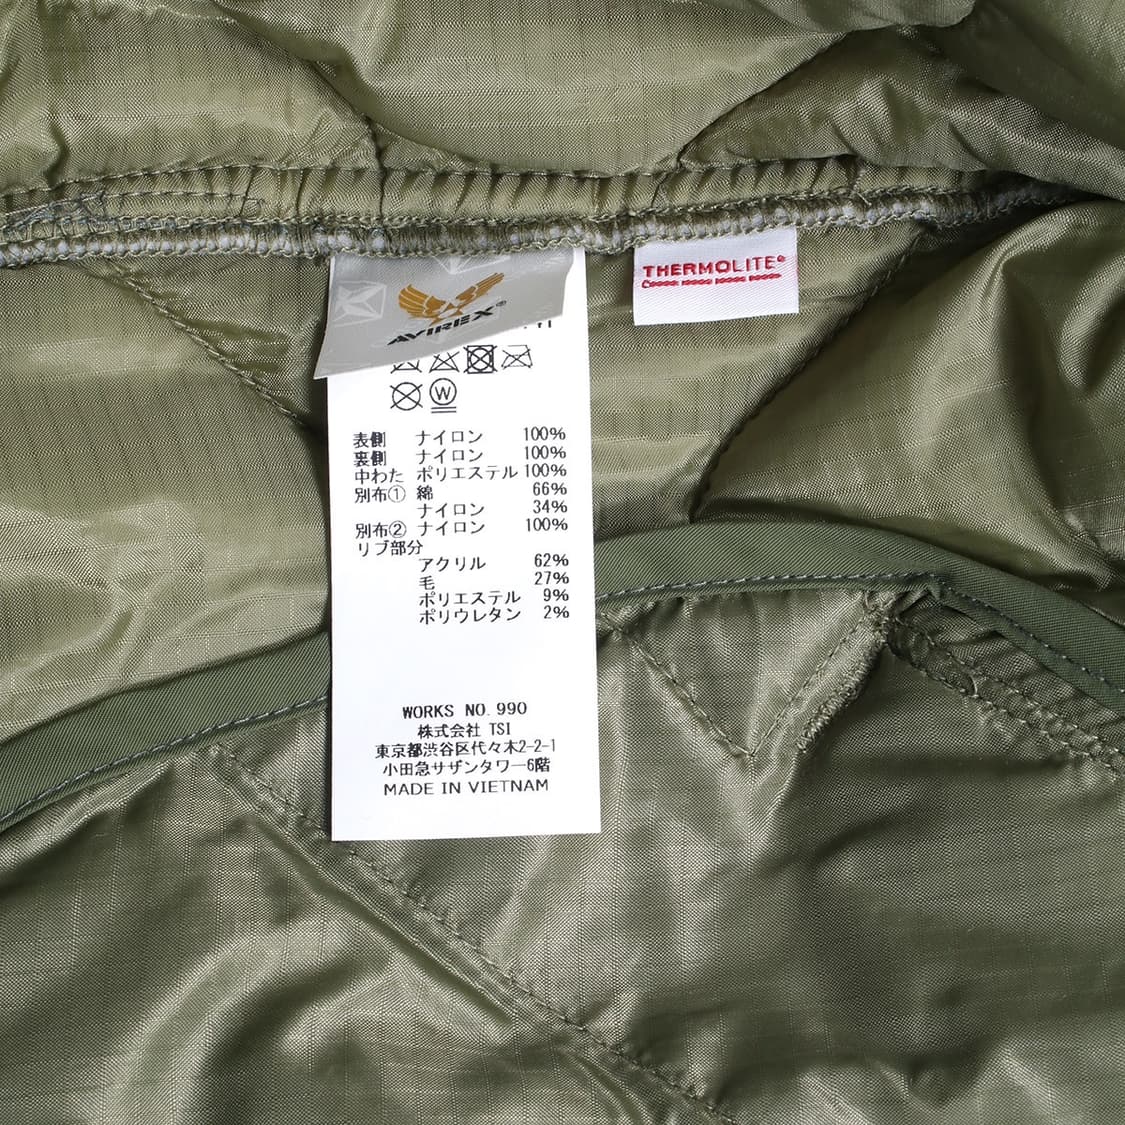 AVIREX®
THERMOLITE®
W
表側 ナイロン 100%
裏側 ナイロン 100%
中わた ポリエステル 100%
別布① 綿 66%
ナイロン 34%
別布② ナイロン 100%
リブ部分
アクリル 62%
毛 27%
ポリエステル 9%
ポリウレタン 2%
WORKS NO.990
株式会社 TSI
東京都渋谷区代々木2-2-1
小田急サザンタワー6階
MADE IN VIETNAM